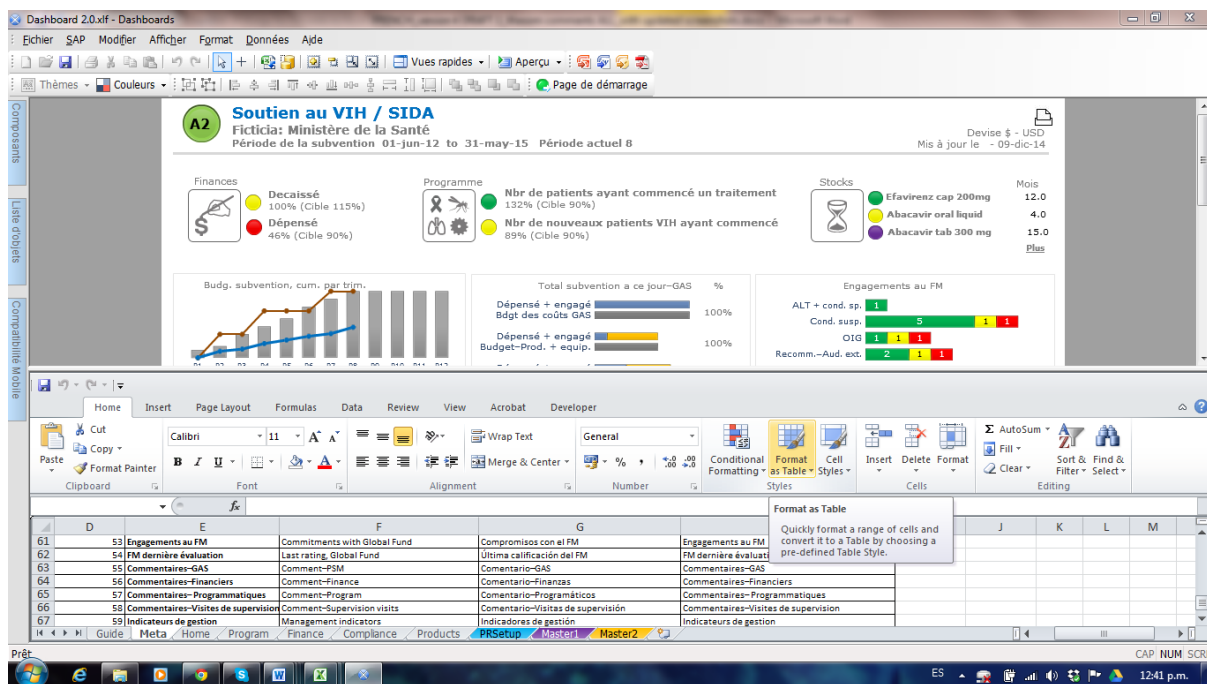 Dashboard 2.0.xlf - Dashboards
Eichier SAP Modifier Afficher Format Données Aide
Vues rapides Aperçu
Thèmes Couleurs Page de démarrage
Composants
Liste d'objets
Compatibilité Mobile
A2
Soutien au VIH / SIDA
Ficticia: Ministère de la Santé
Période de la subvention 01-jun-12 to 31-may-15 Période actuel 8
Devise $ - USD
Mis à jour le - 09-dic-14
Finances
Decaissé
100% (Cible 115%)
Dépensé
46% (Cible 90%)
Programme
Nbr de patients ayant commencé un traitement
132% (Cible 90%)
Nbr de nouveaux patients VIH ayant commencé
89% (Cible 90%)
Stocks Mois
Efavirenz cap 200mg 12.0
Abacavir oral liquid 4.0
Abacavir tab 300 mg 15.0
Plus
Budg. subvention, cum. par trim.
Total subvention a ce jour-GAS %
Dépensé + engagé
Bdgt des coûts GAS 100%
Dépensé + engagé
Budget-Prod. + equip. 100%
Engagements au FM
ALT + cond. sp. 1
Cond. susp. 5 1 1
OIG 1 1 1
Recomm.-Aud. ext. 2 1 1
Home Insert Page Layout Formulas Data Review View Acrobat Developer
Paste
Cut
Copy
Format Painter
Clipboard
Calibri 11
B I U
Font
Wrap Text
Merge & Center
Alignment
General
Number
Conditional Formatting
Format as Table
Cell Styles
Styles
Insert Delete Format
Cells
Σ AutoSum
Fill
Clear
Sort & Filter
Find & Select
Editing
fx
Format as Table
Quickly format a range of cells and
convert it to a Table by choosing a
pre-defined Table Style.
D E F G J K L M
61 53 Engagements au FM Commitments with Global Fund Compromisos con el FM Engagements au FM
62 54 FM dernière évaluation Last rating, Global Fund Última calificación del FM FM dernière évaluati
63 55 Commentaires-GAS Comment-PSM Comentario-GAS Commentaires-GAS
64 56 Commentaires-Financiers Comment-Finance Comentario-Finanzas Commentaires-Financiers
65 57 Commentaires-Programmatiques Comment-Program Comentario-Programáticos Commentaires-Programmatiques
66 58 Commentaires-Visites de supervision Comment-Supervision visits Comentario-Visitas de supervisión Commentaires-Visites de supervision
67 59 Indicateurs de gestion Management indicators Indicadores de gestión Indicateurs de gestion
Guide Meta Home Program Finance Compliance Products PRSetup Master1 Master2
Prêt CAP NUM SCR
ES 12:41 p.m.